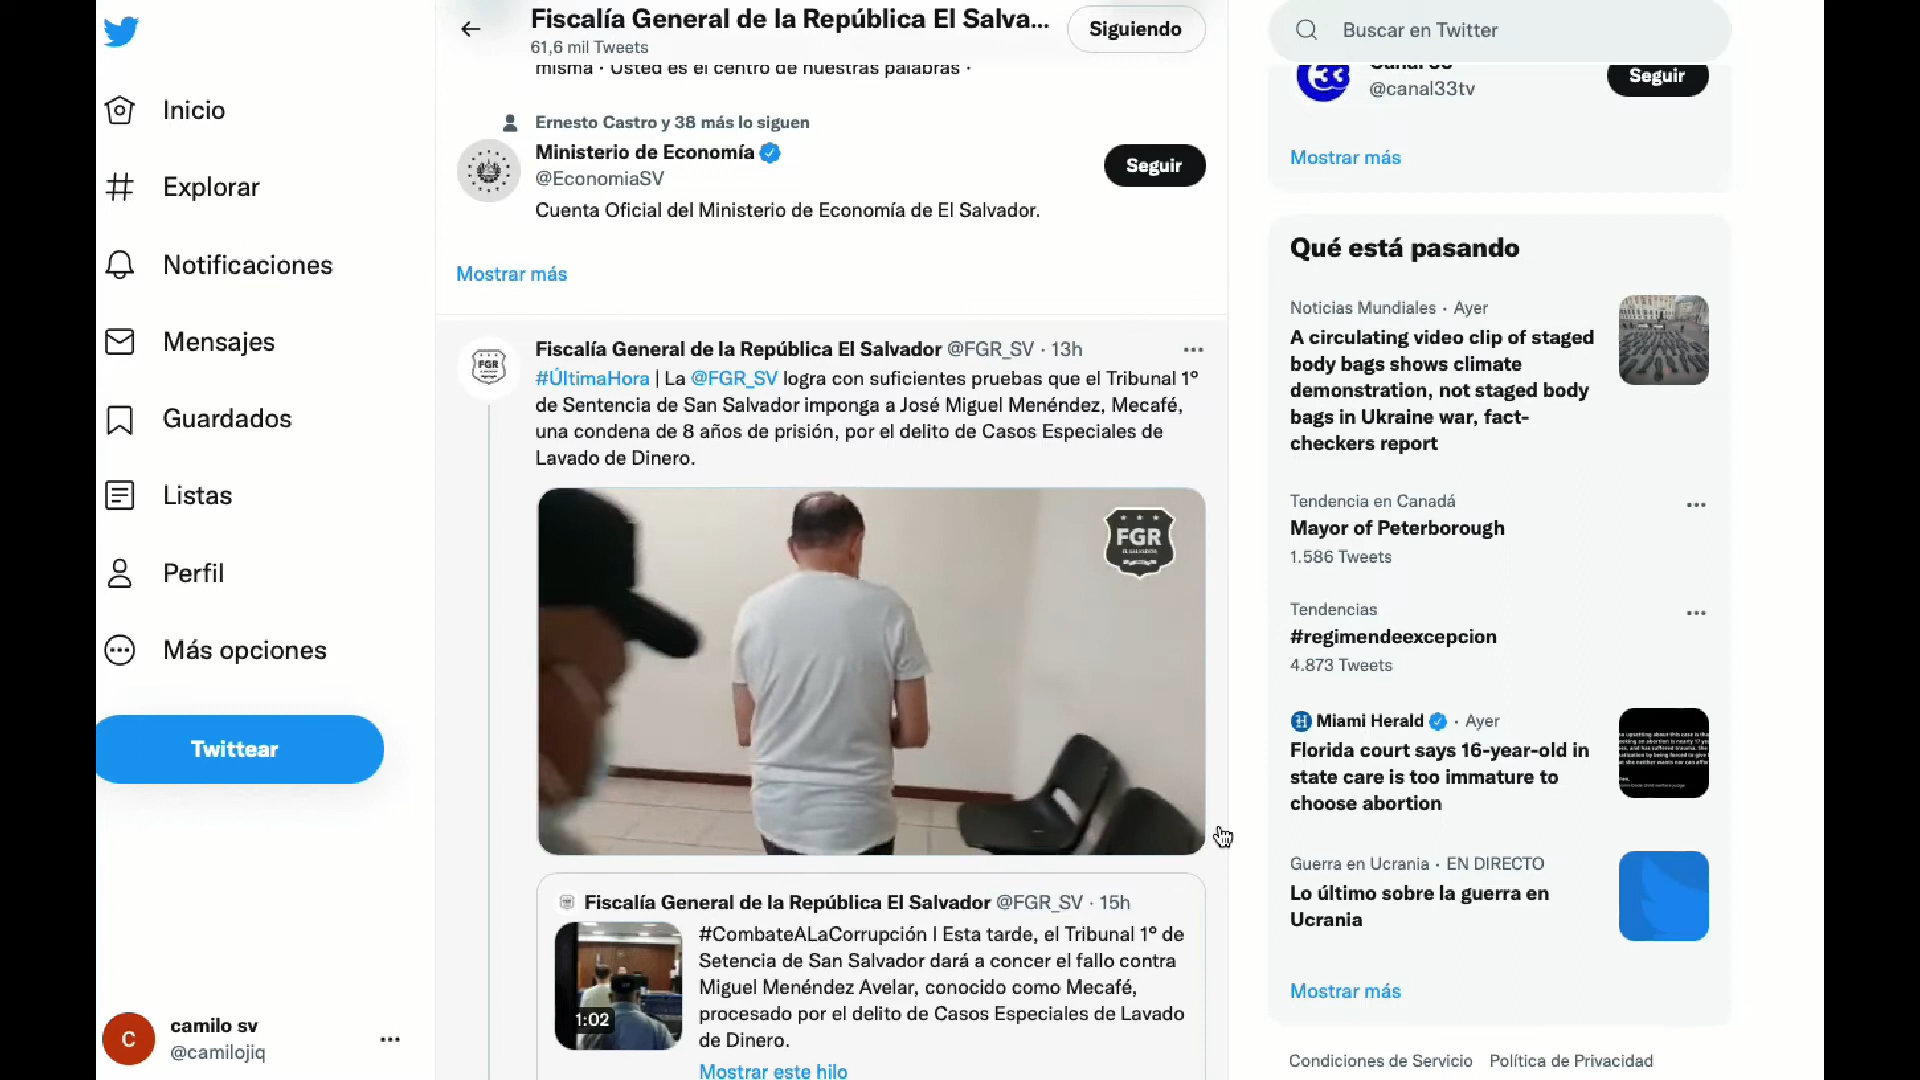 Inicio
Explorar
Notificaciones
Mensajes
Guardados
Listas
Perfil
Más opciones
Twittear
C
camilo sv
@camilojiq
Fiscalía General de la República El Salva...
61,6 mil Tweets
Siguiendo
misma · Usted es el centro de nuestras palabras ·
Ernesto Castro y 38 más lo siguen
Ministerio de Economía
@EconomiaSV
Seguir
Cuenta Oficial del Ministerio de Economía de El Salvador.
Mostrar más
FGR
Fiscalía General de la República El Salvador @FGR_SV · 13h
#ÚltimaHora | La @FGR_SV logra con suficientes pruebas que el Tribunal 1°
de Sentencia de San Salvador imponga a José Miguel Menéndez, Mecafé,
una condena de 8 años de prisión, por el delito de Casos Especiales de
Lavado de Dinero.
FGR
EL SALVADOR
Fiscalía General de la República El Salvador @FGR_SV · 15h
#CombateALaCorrupción | Esta tarde, el Tribunal 1° de
Setencia de San Salvador dará a concer el fallo contra
Miguel Menéndez Avelar, conocido como Mecafé,
procesado por el delito de Casos Especiales de Lavado
de Dinero.
1:02
Mostrar este hilo
Buscar en Twitter
Canal 33
@canal33tv
Seguir
Mostrar más
Qué está pasando
Noticias Mundiales · Ayer
A circulating video clip of staged
body bags shows climate
demonstration, not staged body
bags in Ukraine war, fact-
checkers report
Tendencia en Canadá
Mayor of Peterborough
1.586 Tweets
Tendencias
#regimendeexcepcion
4.873 Tweets
Miami Herald · Ayer
Florida court says 16-year-old in
state care is too immature to
choose abortion
Guerra en Ucrania · EN DIRECTO
Lo último sobre la guerra en
Ucrania
Mostrar más
Condiciones de Servicio Política de Privacidad